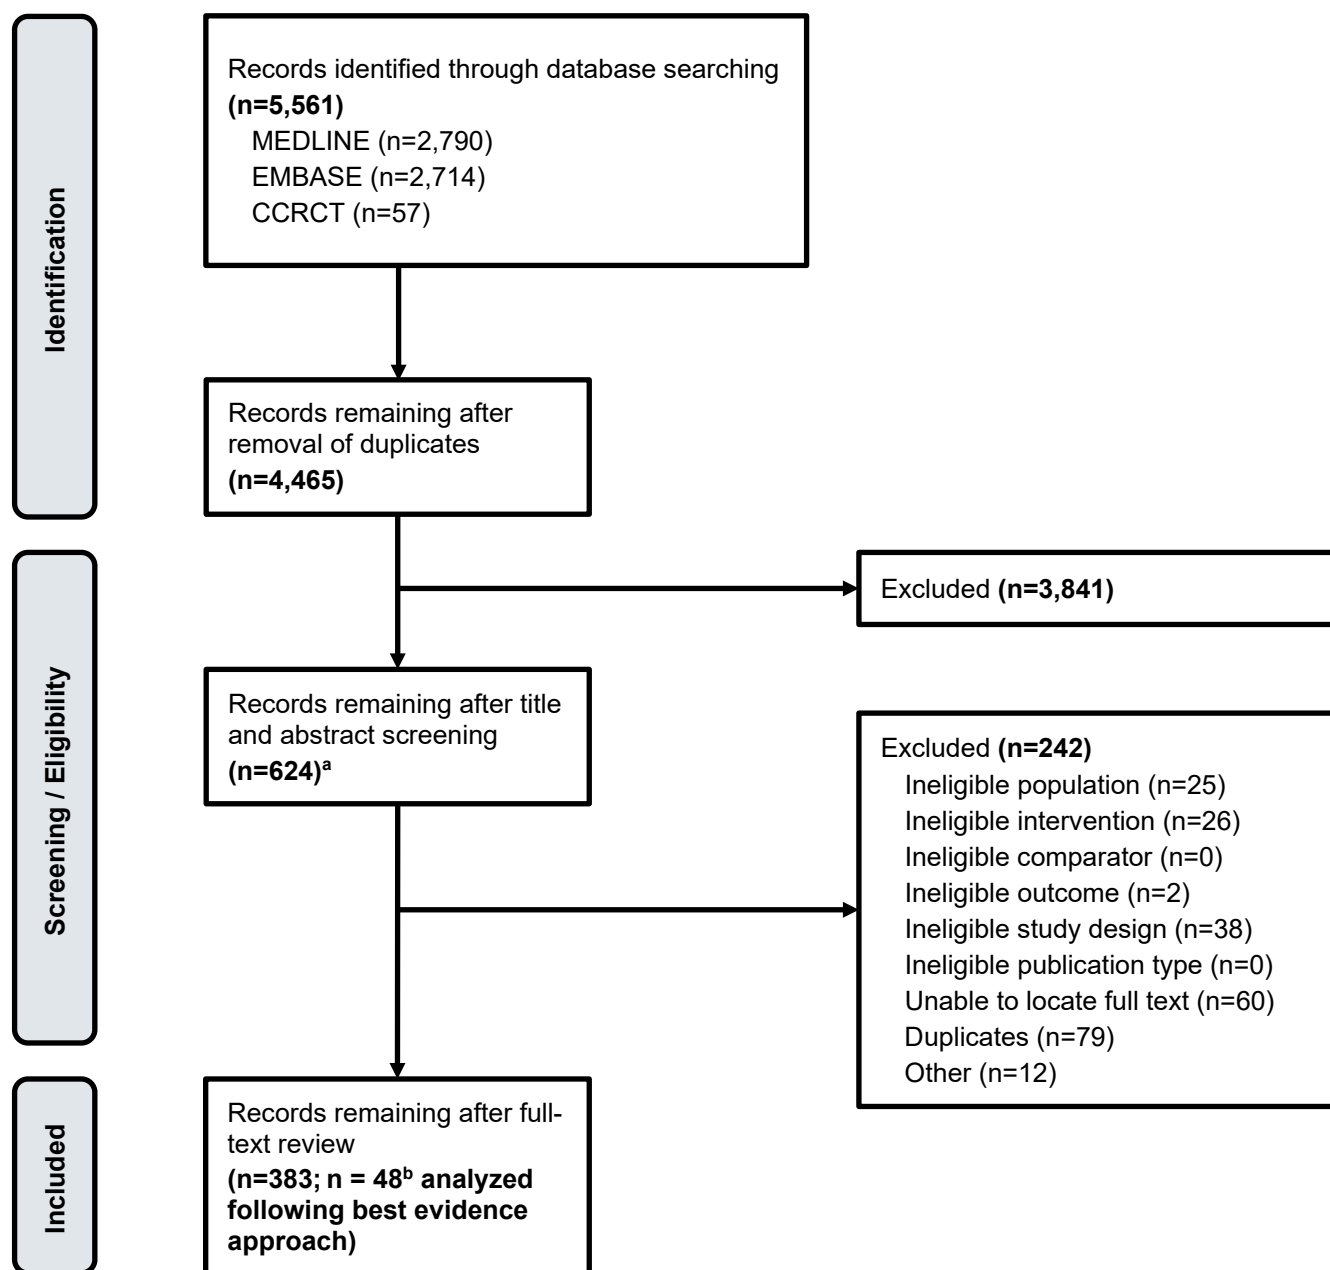 Identification
Records identified through database searching
(n=5,561)
MEDLINE (n=2,790)
EMBASE (n=2,714)
CCRCT (n=57)
Records remaining after
removal of duplicates
(n=4,465)
Screening / Eligibility
Excluded (n=3,841)
Records remaining after title
and abstract screening
(n=624)ᵃ
Excluded (n=242)
Ineligible population (n=25)
Ineligible intervention (n=26)
Ineligible comparator (n=0)
Ineligible outcome (n=2)
Ineligible study design (n=38)
Ineligible publication type (n=0)
Unable to locate full text (n=60)
Duplicates (n=79)
Other (n=12)
Included
Records remaining after full-
text review
(n=383; n = 48ᵇ analyzed
following best evidence
approach)